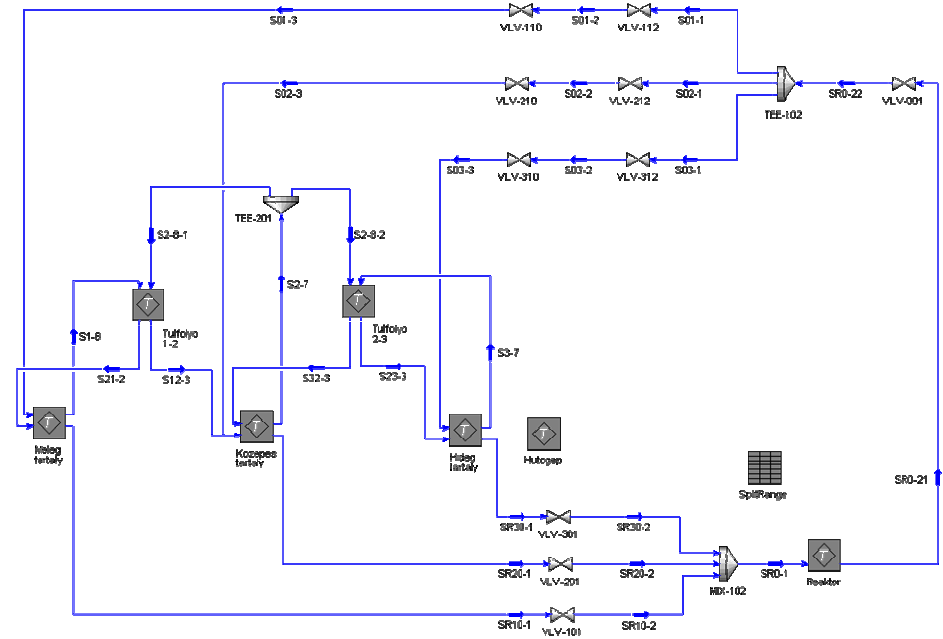 S01-3
S01-2
S01-1
VLV-110
VLV-112
S02-3
S02-2
S02-1
SR0-22
VLV-210
VLV-212
TEE-102
VLV-001
S03-3
S03-2
S03-1
VLV-310
VLV-312
TEE-201
S2-8-1
S2-8-2
S2-7
Tulfolyo
1-2
Tulfolyo
2-3
S1-8
S3-7
S21-2
S12-3
S32-3
S23-3
Meleg
tartaly
Kozepes
tartaly
Hideg
tartaly
Hutogep
SplitRange
SR0-21
SR30-1
SR30-2
VLV-301
SR20-1
SR20-2
SR0-1
VLV-201
MIX-102
Reaktor
SR10-1
SR10-2
VLV-101